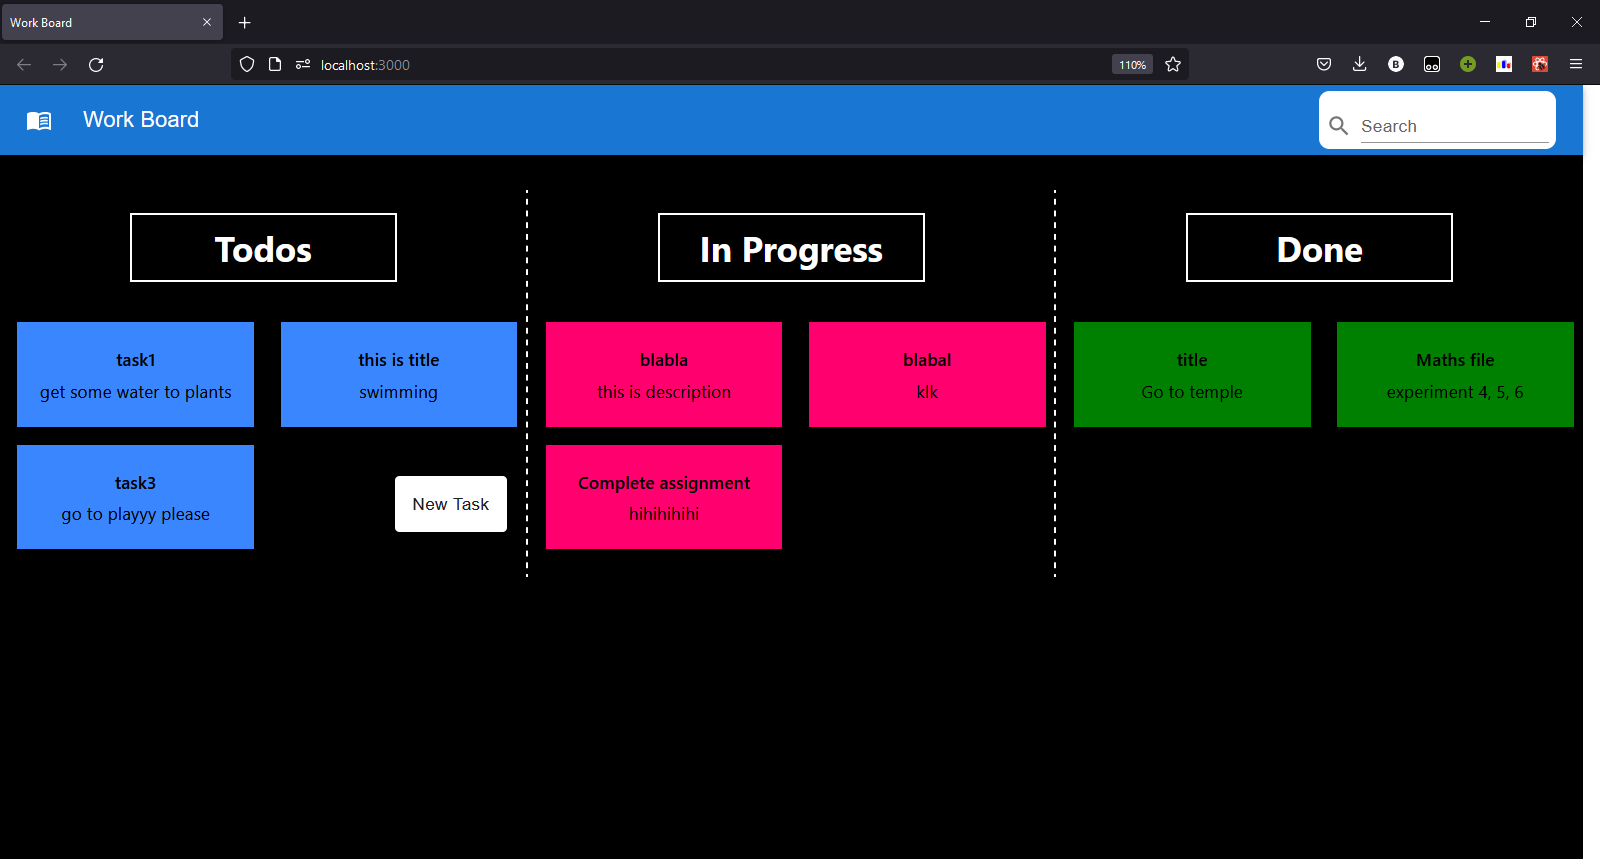 Work Board
localhost:3000
110%
B
Work Board
Search
Todos
In Progress
Done
task1
get some water to plants
this is title
swimming
blabla
this is description
blabal
klk
title
Go to temple
Maths file
experiment 4, 5, 6
task3
go to playyy please
New Task
Complete assignment
hihihihihi